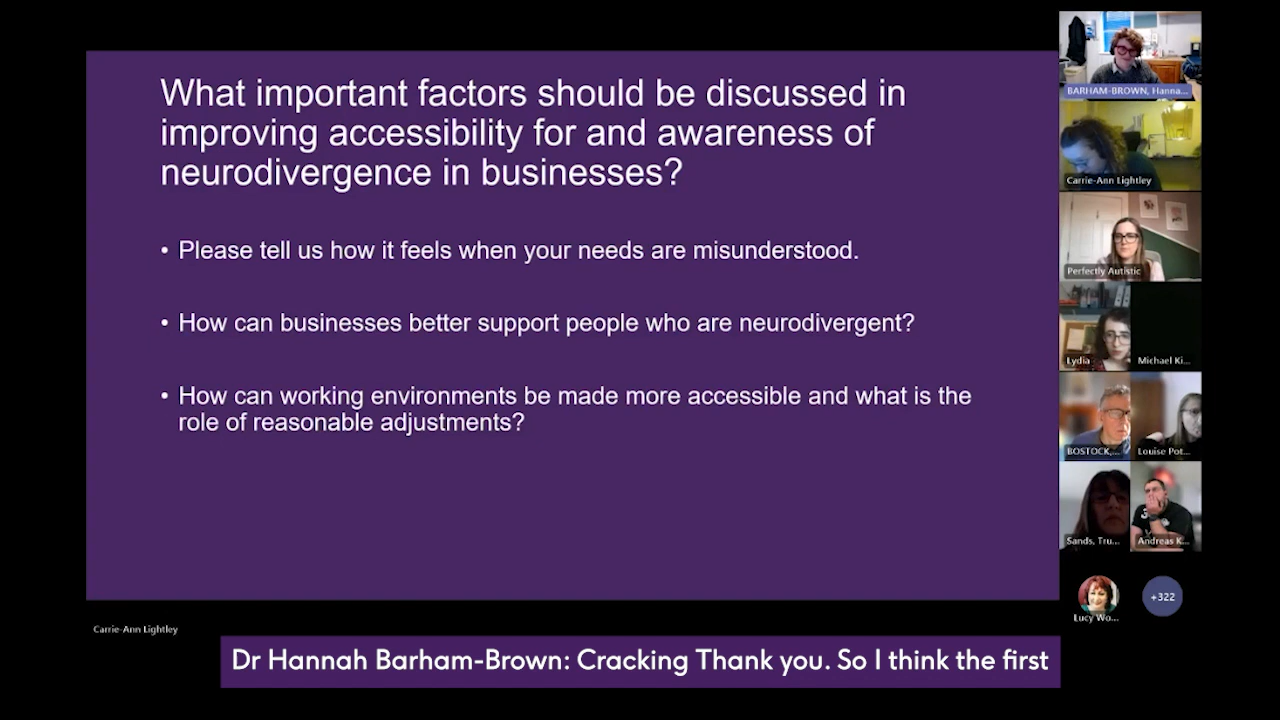 What important factors should be discussed in
improving accessibility for and awareness of
neurodivergence in businesses?
• Please tell us how it feels when your needs are misunderstood.
• How can businesses better support people who are neurodivergent?
• How can working environments be made more accessible and what is the
role of reasonable adjustments?
BARHAM-BROWN, Hanna...
Carrie-Ann Lightley
Perfectly Autistic
Lydia
Michael Ki...
BOSTOCK,...
Louise Pot...
Sands, Tru...
Andreas K...
Lucy Wo...
+322
Carrie-Ann Lightley
Dr Hannah Barham-Brown: Cracking Thank you. So I think the first